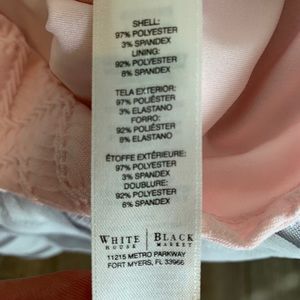 SHELL:
97% POLYESTER
3% SPANDEX
LINING:
92% POLYESTER
8% SPANDEX
TELA EXTERIOR:
97% POLIÉSTER
3% ELASTANO
FORRO:
92% POLIÉSTER
8% ELASTANO
ÉTOFFE EXTÉRIEURE:
97% POLYESTER
3% SPANDEX
DOUBLURE:
92% POLYESTER
8% SPANDEX
WHITE | BLACK
HOUSE | MARKET
11215 METRO PARKWAY
FORT MYERS, FL 33966